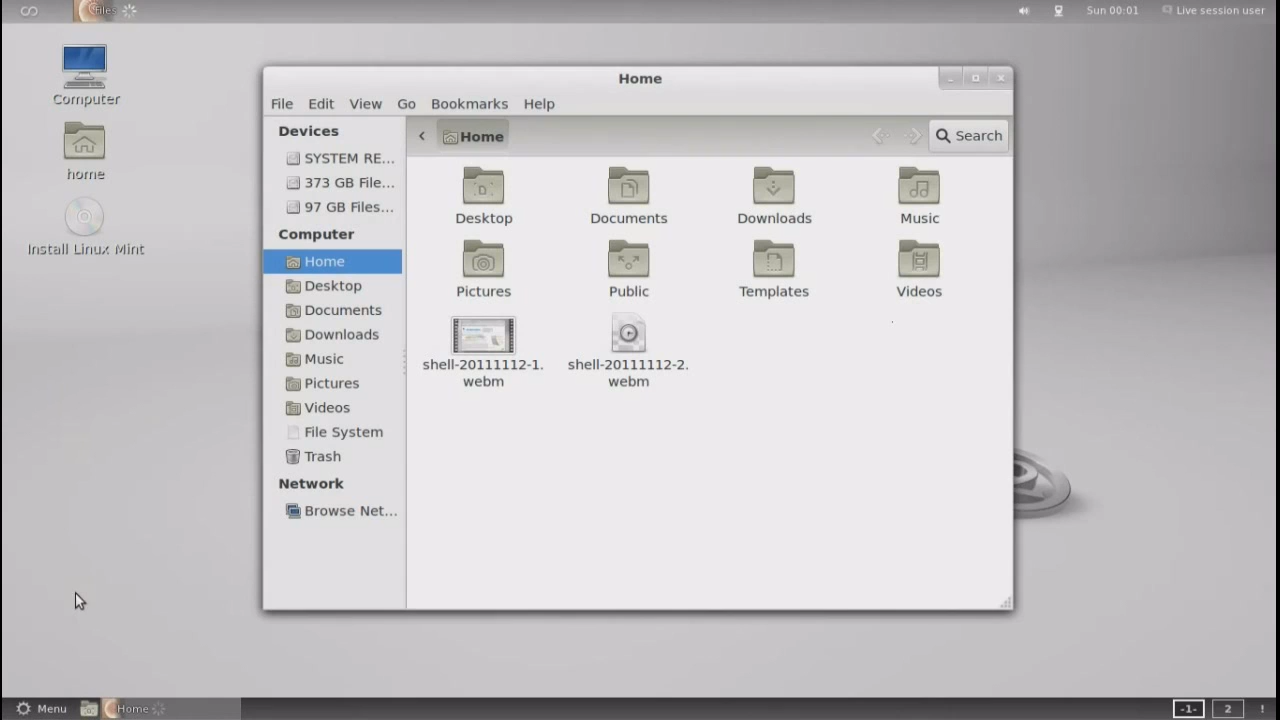 Files
Sun 00:01
Live session user
Computer
home
Install Linux Mint
Home
File Edit View Go Bookmarks Help
Devices
SYSTEM RE...
373 GB File...
97 GB Files...
Computer
Home
Desktop
Documents
Downloads
Music
Pictures
Videos
File System
Trash
Network
Browse Net...
Home
Search
Desktop
Documents
Downloads
Music
Pictures
Public
Templates
Videos
shell-20111112-1.
webm
shell-20111112-2.
webm
Menu
Home
-1-
2
!